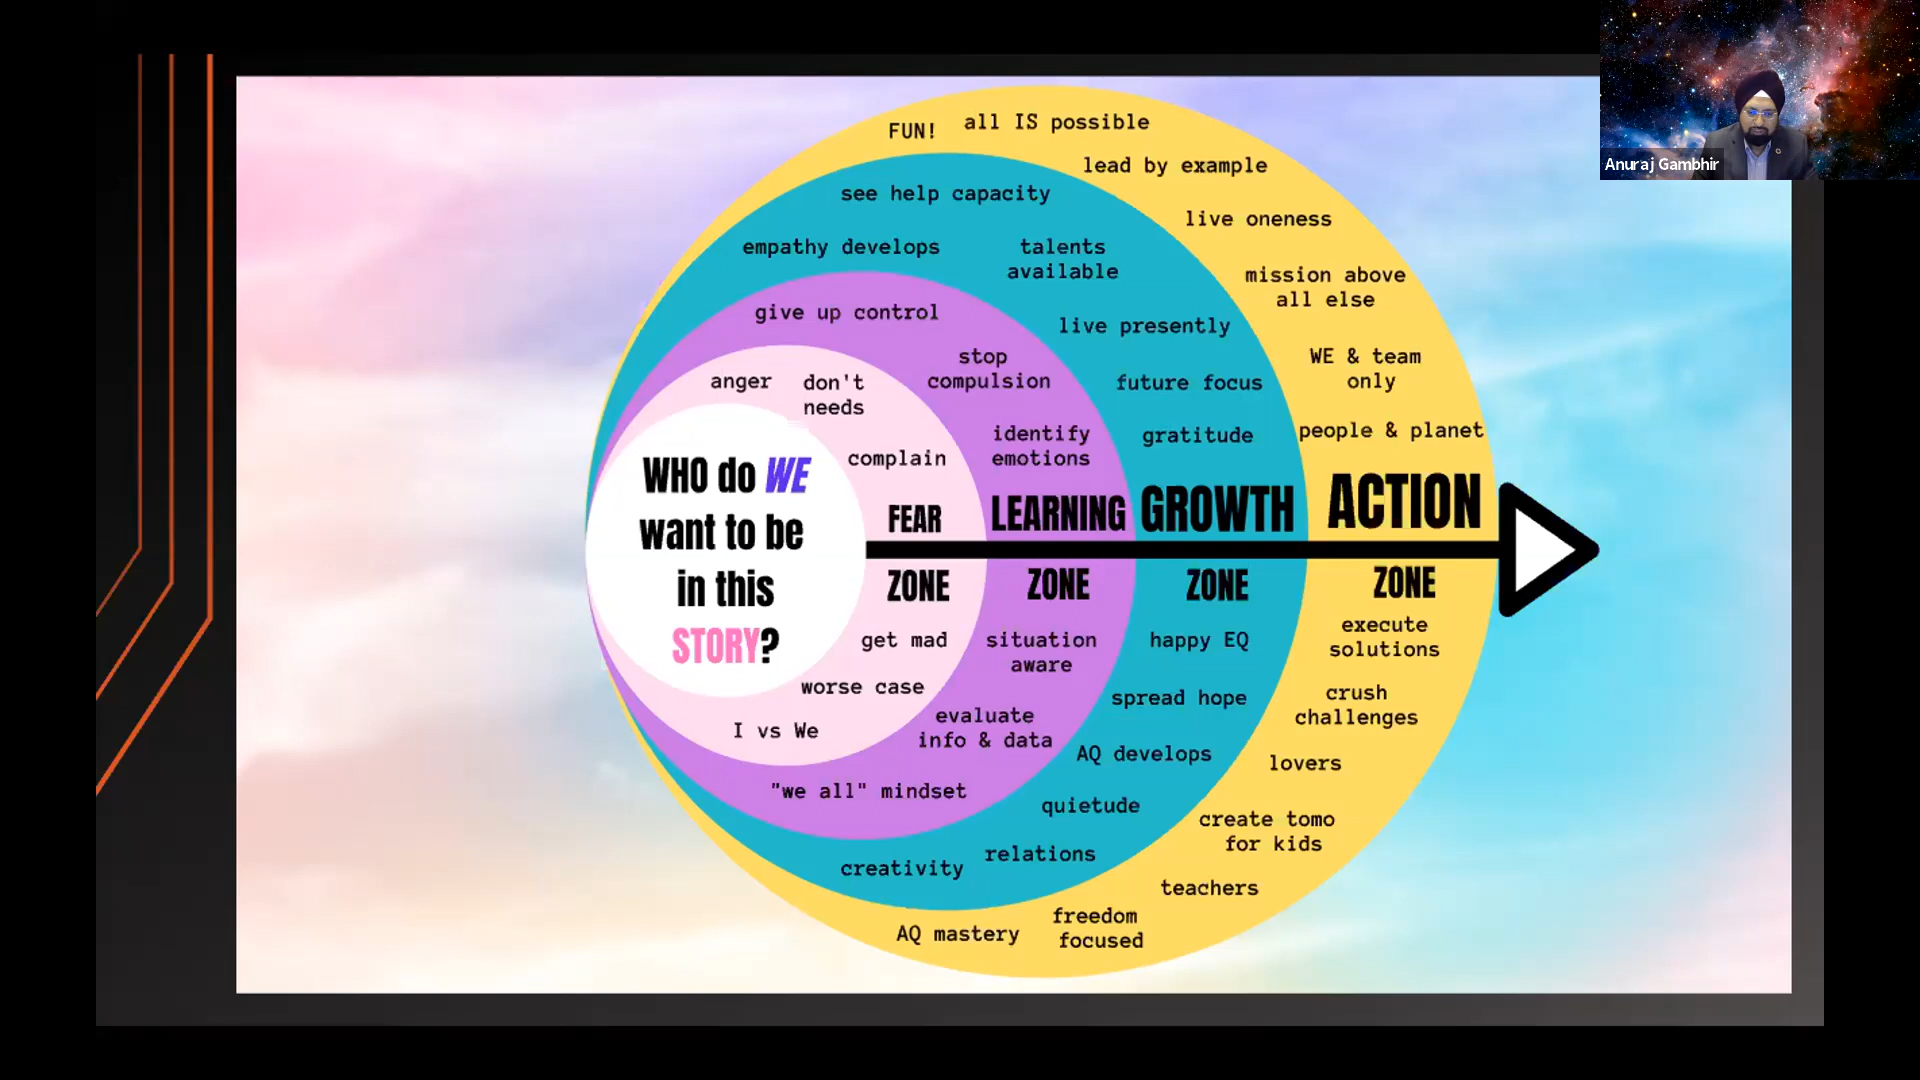 Anuraj Gambhir
FUN!
all IS possible
lead by example
live oneness
mission above
all else
WE & team
only
people & planet
ACTION
ZONE
execute
solutions
crush
challenges
lovers
create tomo
for kids
teachers
freedom
focused
AQ mastery
see help capacity
empathy develops
talents
available
live presently
future focus
gratitude
GROWTH
ZONE
happy EQ
spread hope
AQ develops
quietude
relations
creativity
give up control
stop
compulsion
identify
emotions
LEARNING
ZONE
situation
aware
evaluate
info & data
"we all" mindset
anger
don't
needs
complain
FEAR
ZONE
get mad
worse case
I vs We
WHO do WE
want to be
in this
STORY?